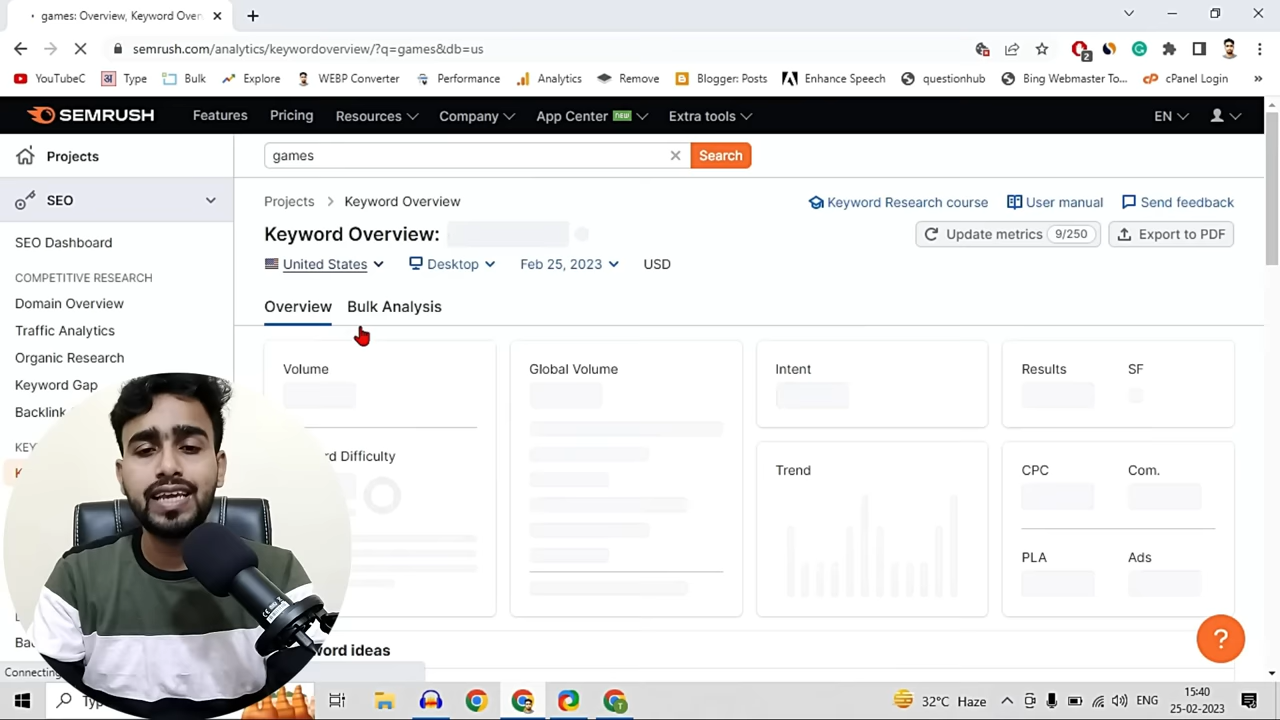 games: Overview, Keyword Over
semrush.com/analytics/keywordoverview/?q=games&db=us
2
YouTubeC
Type
Bulk
Explore
WEBP Converter
Performance
Analytics
Remove
Blogger: Posts
Enhance Speech
questionhub
Bing Webmaster To...
cPanel Login
»
SEMRUSH
Features
Pricing
Resources
Company
App Center NEW
Extra tools
EN
Projects
games
Search
SEO
Projects > Keyword Overview
Keyword Research course
User manual
Send feedback
Keyword Overview:
Update metrics 9/250
Export to PDF
SEO Dashboard
United States
Desktop
Feb 25, 2023
USD
COMPETITIVE RESEARCH
Domain Overview
Overview
Bulk Analysis
Traffic Analytics
Organic Research
Volume
Global Volume
Intent
Results
SF
Keyword Gap
Backlink
KEY
rd Difficulty
Trend
CPC
Com.
PLA
Ads
Bac
word ideas
?
Connecting
Typ
32°C Haze
ENG
15:40
25-02-2023